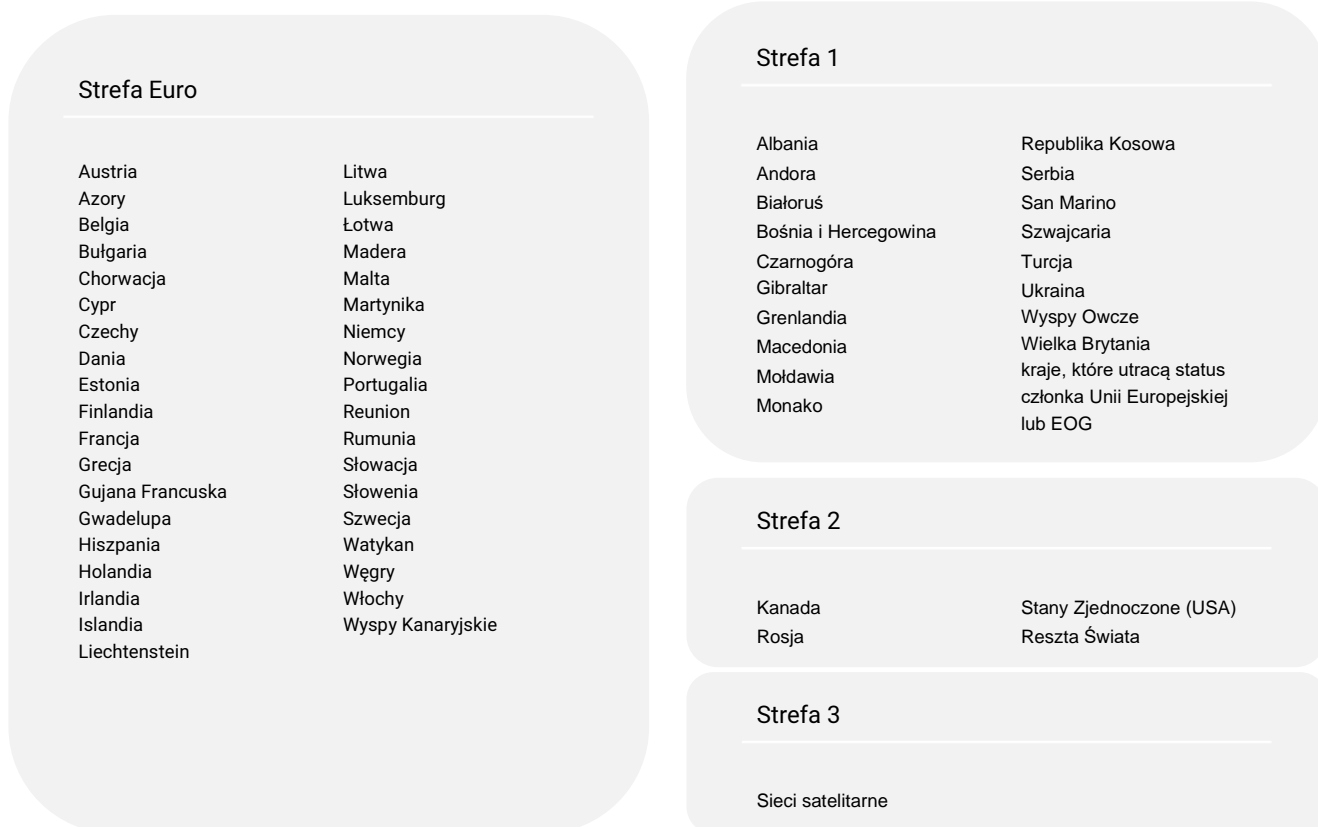 Strefa Euro
Austria
Azory
Belgia
Bułgaria
Chorwacja
Cypr
Czechy
Dania
Estonia
Finlandia
Francja
Grecja
Gujana Francuska
Gwadelupa
Hiszpania
Holandia
Irlandia
Islandia
Liechtenstein
Litwa
Luksemburg
Łotwa
Madera
Malta
Martynika
Niemcy
Norwegia
Portugalia
Reunion
Rumunia
Słowacja
Słowenia
Szwecja
Watykan
Węgry
Włochy
Wyspy Kanaryjskie
Strefa 1
Albania
Andora
Białoruś
Bośnia i Hercegowina
Czarnogóra
Gibraltar
Grenlandia
Macedonia
Mołdawia
Monako
Republika Kosowa
Serbia
San Marino
Szwajcaria
Turcja
Ukraina
Wyspy Owcze
Wielka Brytania
kraje, które utracą status
członka Unii Europejskiej
lub EOG
Strefa 2
Kanada
Rosja
Stany Zjednoczone (USA)
Reszta Świata
Strefa 3
Sieci satelitarne